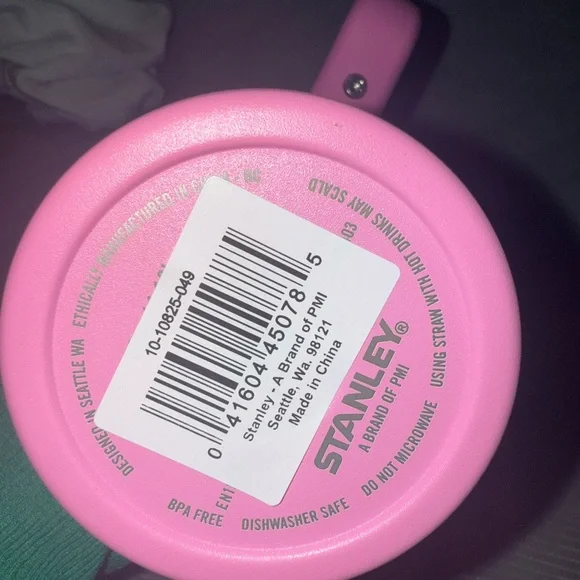 10-10825-049
0 41604 45078 5
Stanley - A Brand of PMI
Seattle, Wa. 98121
Made in China
STANLEY®
A BRAND OF PMI
DESIGNED IN SEATTLE WA
ETHICALLY MANUFACTURED IN
USING STRAW WITH HOT DRINKS MAY SCALD
DO NOT MICROWAVE
DISHWASHER SAFE
BPA FREE
EN1
03